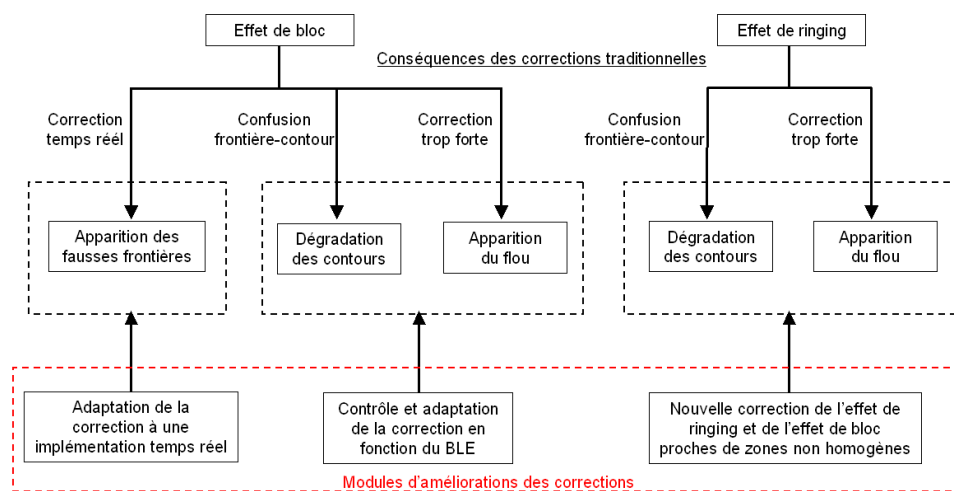 Effet de bloc
Effet de ringing
Conséquences des corrections traditionnelles
Correction
temps réél
Confusion
frontière-contour
Correction
trop forte
Confusion
frontière-contour
Correction
trop forte
Apparition des
fausses frontières
Dégradation
des contours
Apparition
du flou
Dégradation
des contours
Apparition
du flou
Adaptation de la
correction à une
implémentation temps réel
Contrôle et adaptation
de la correction en
fonction du BLE
Nouvelle correction de l'effet de
ringing et de l'effet de bloc
proches de zones non homogènes
Modules d'améliorations des corrections